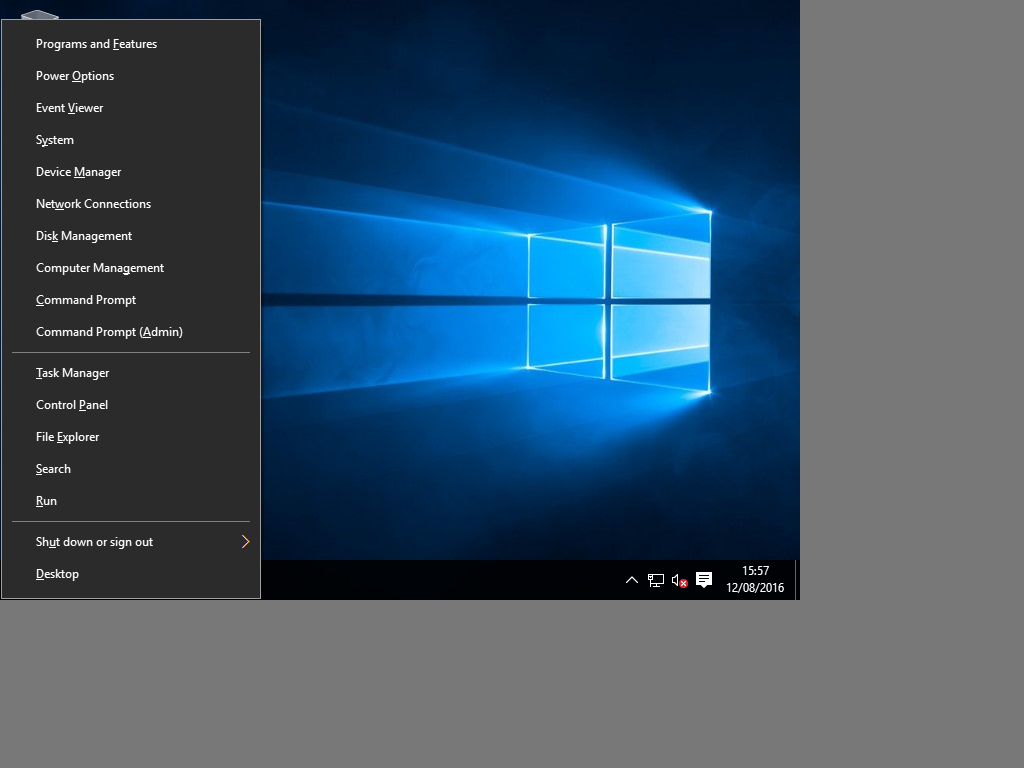 Programs and Features
Power Options
Event Viewer
System
Device Manager
Network Connections
Disk Management
Computer Management
Command Prompt
Command Prompt (Admin)
Task Manager
Control Panel
File Explorer
Search
Run
Shut down or sign out
Desktop
15:57
12/08/2016